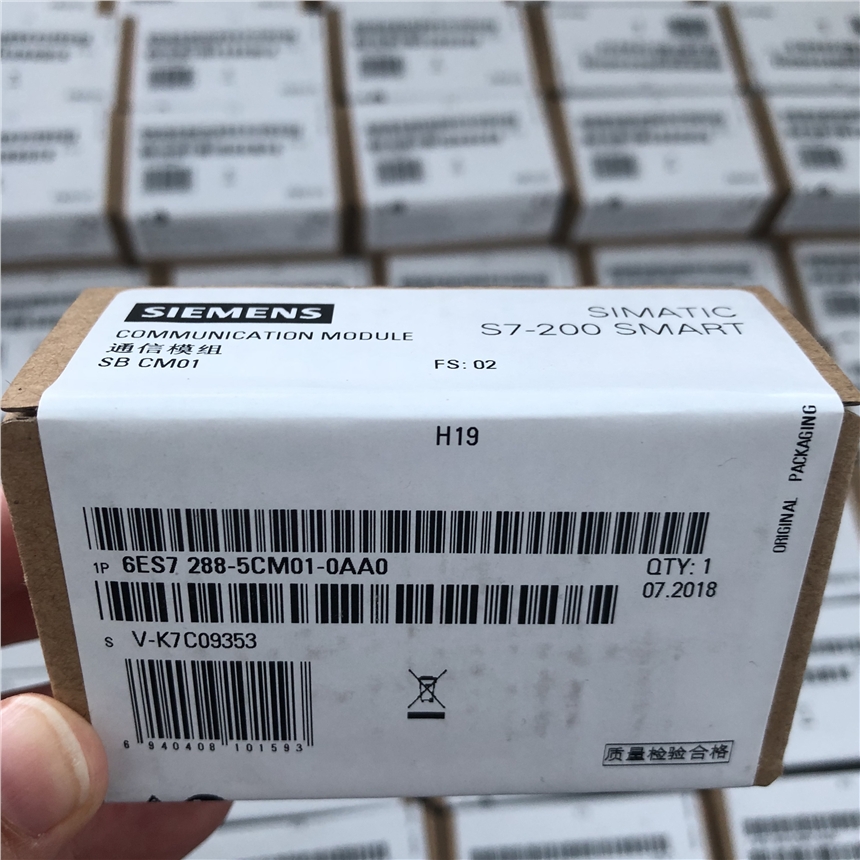 SIEMENS
SIMATIC
S7-200 SMART
COMMUNICATION MODULE
通信模组
SB CM01
FS: 02
H19
ORIGINAL PACKAGING
1P 6ES7 288-5CM01-0AA0
QTY: 1
07.2018
S V-K7C09353
6 940408 101593
质量检验合格